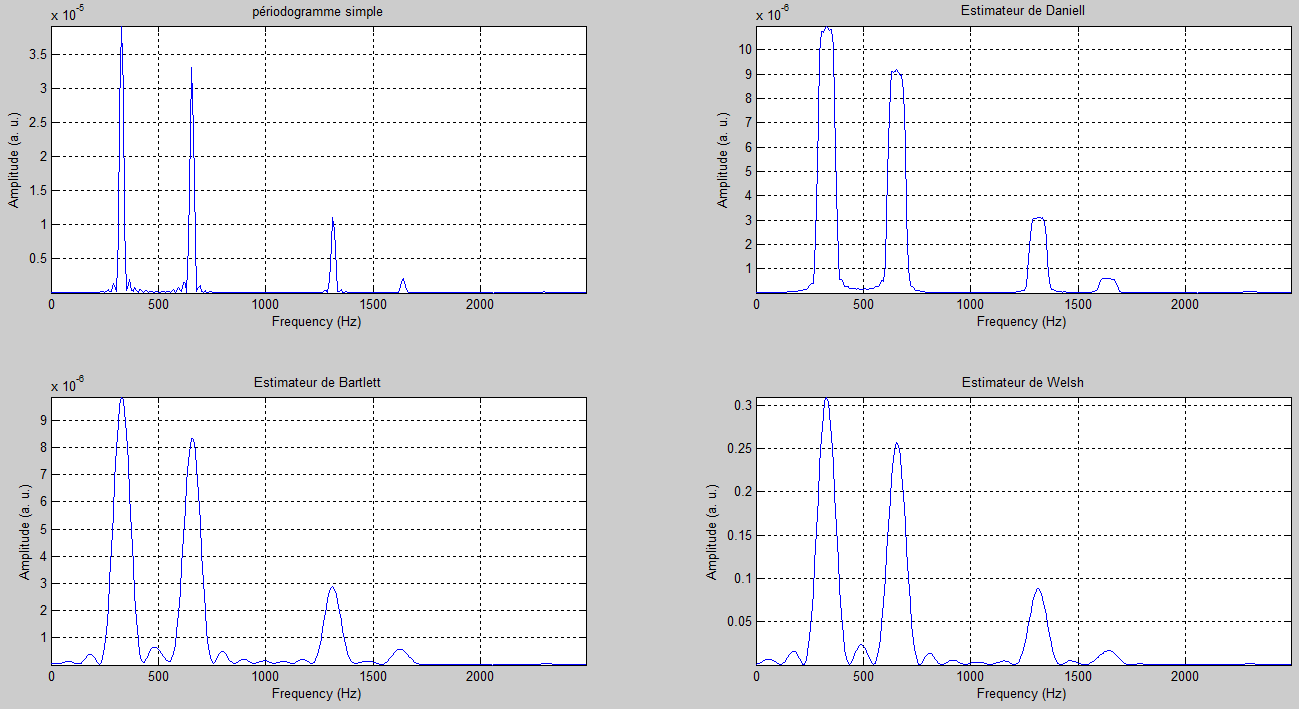 périodogramme simple
x 10-5
3.5
3
2.5
2
1.5
1
0.5
Amplitude (a. u.)
0 500 1000 1500 2000
Frequency (Hz)
Estimateur de Daniell
x 10-6
10
9
8
7
6
5
4
3
2
1
Amplitude (a. u.)
0 500 1000 1500 2000
Frequency (Hz)
Estimateur de Bartlett
x 10-6
9
8
7
6
5
4
3
2
1
Amplitude (a. u.)
0 500 1000 1500 2000
Frequency (Hz)
Estimateur de Welsh
0.3
0.25
0.2
0.15
0.1
0.05
Amplitude (a. u.)
0 500 1000 1500 2000
Frequency (Hz)